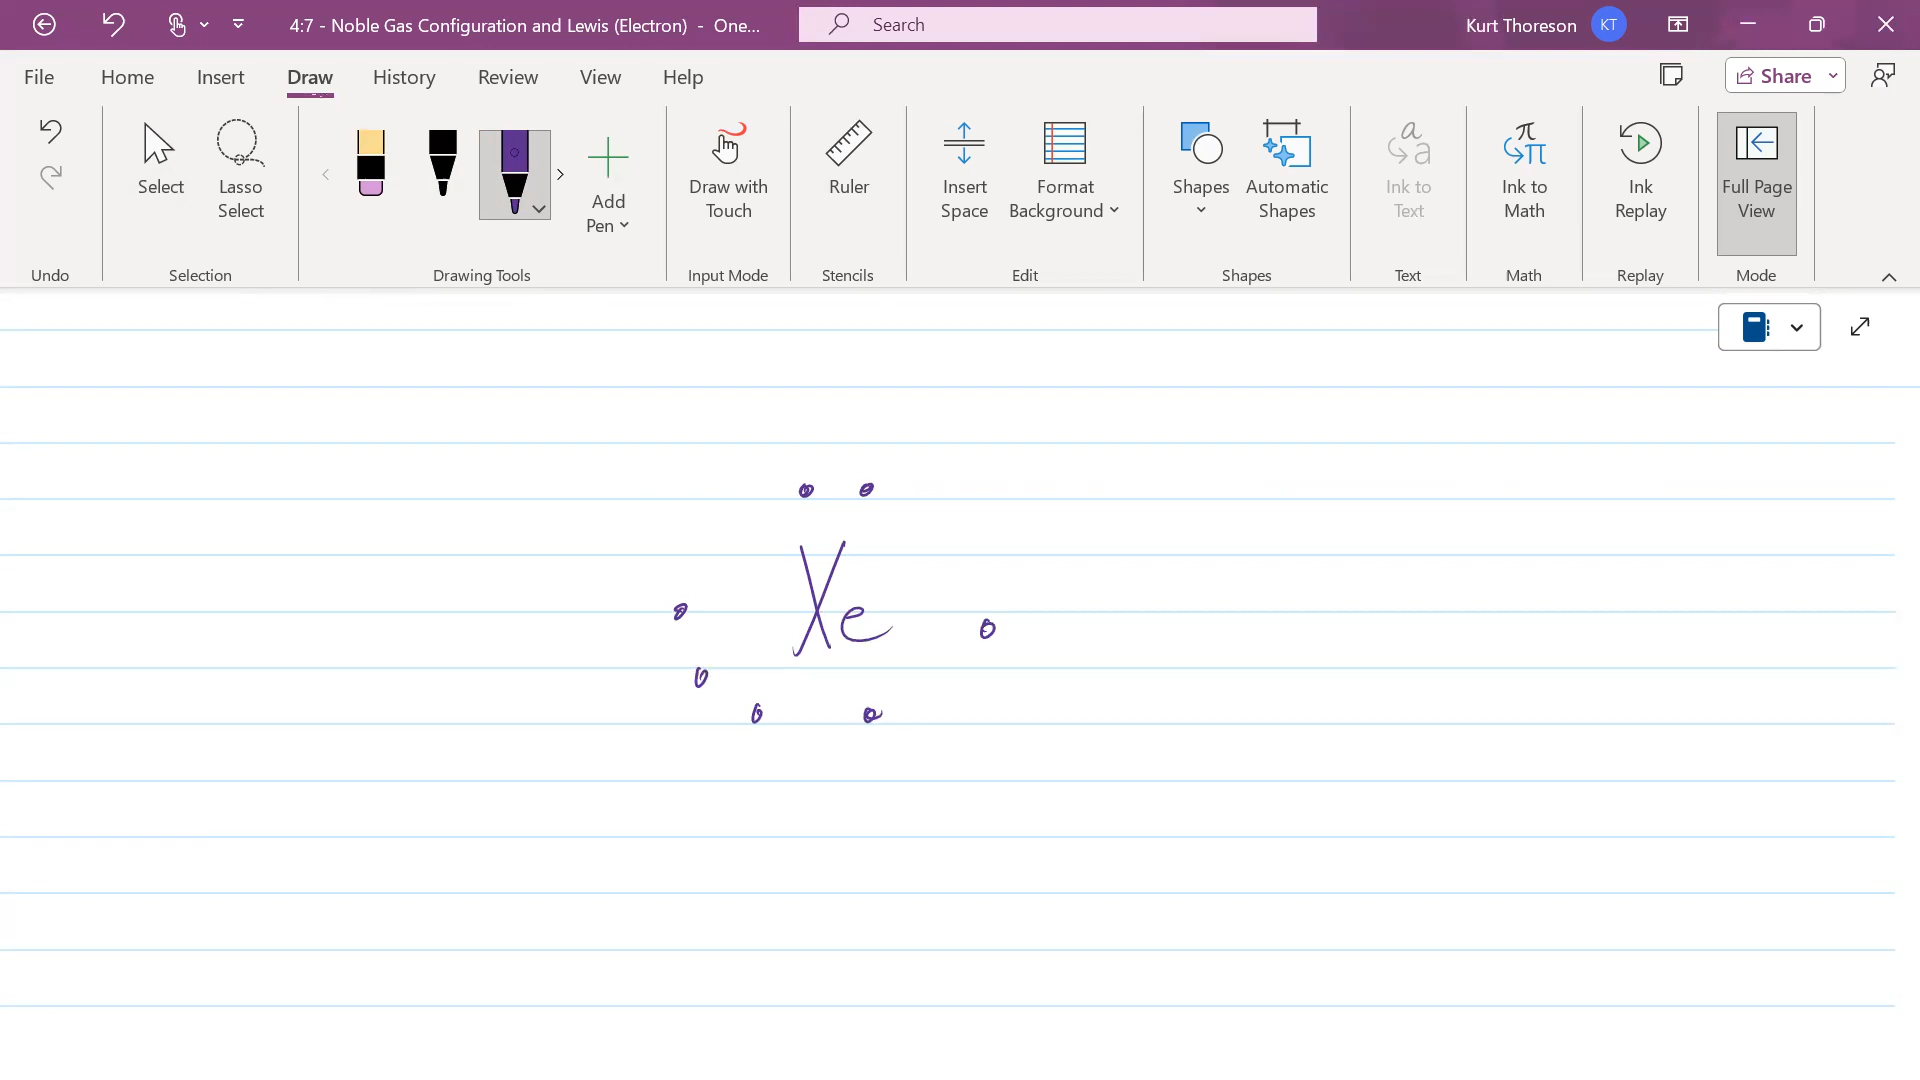 4:7 - Noble Gas Configuration and Lewis (Electron) - One...
Search
Kurt Thoreson
KT
File
Home
Insert
Draw
History
Review
View
Help
Share
Select
Lasso
Select
Add
Pen
Draw with
Touch
Ruler
Insert
Space
Format
Background
Shapes
Automatic
Shapes
a
a
Ink to
Text
π
π
Ink to
Math
Ink
Replay
Full Page
View
Undo
Selection
Drawing Tools
Input Mode
Stencils
Edit
Shapes
Text
Math
Replay
Mode
Xe